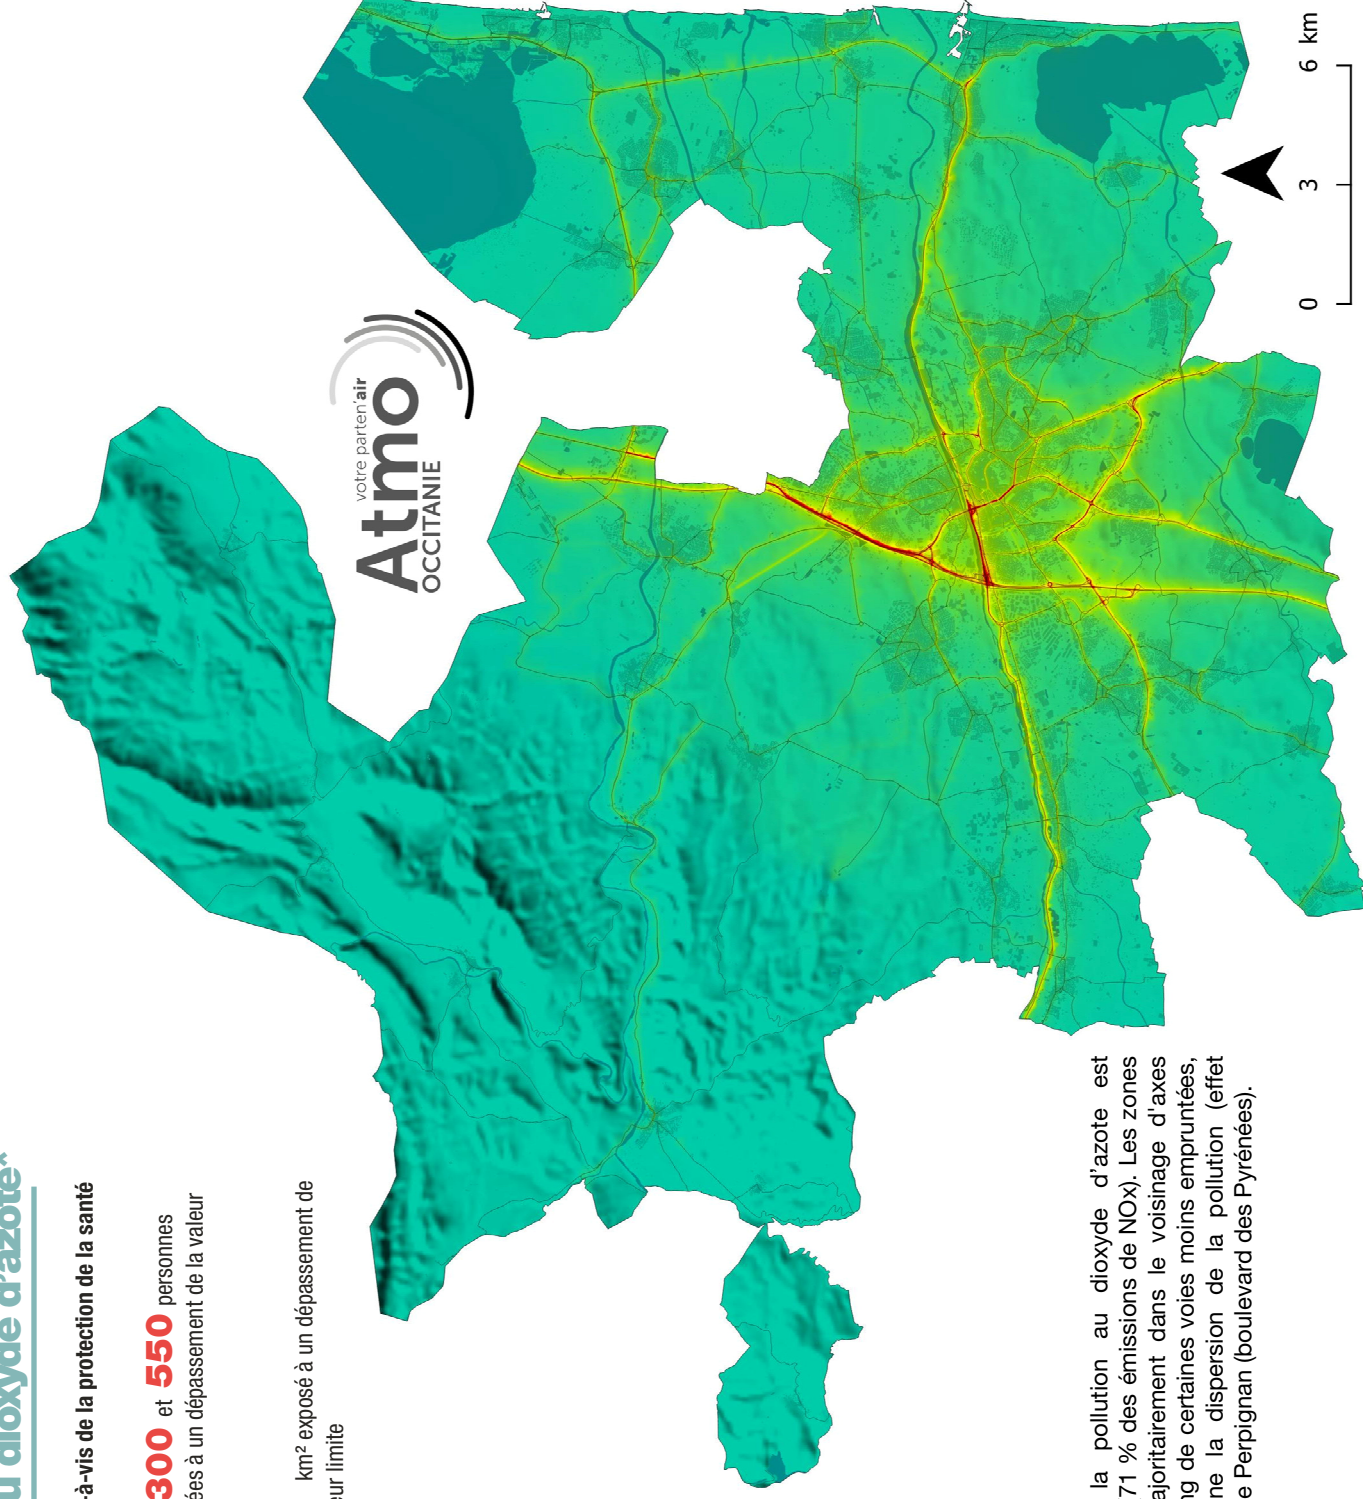 u dioxyde d'azote*
-à-vis de la protection de la santé
300 et 550 personnes
ées à un dépassement de la valeur
km² exposé à un dépassement de
eur limite
votre parten'air
Atmo
OCCITANIE
la pollution au dioxyde d'azote est
71 % des émissions de NOx). Les zones
ajoritairement dans le voisinage d'axes
ng de certaines voies moins empruntées,
ne la dispersion de la pollution (effet
e Perpignan (boulevard des Pyrénées).
0 3 6 km